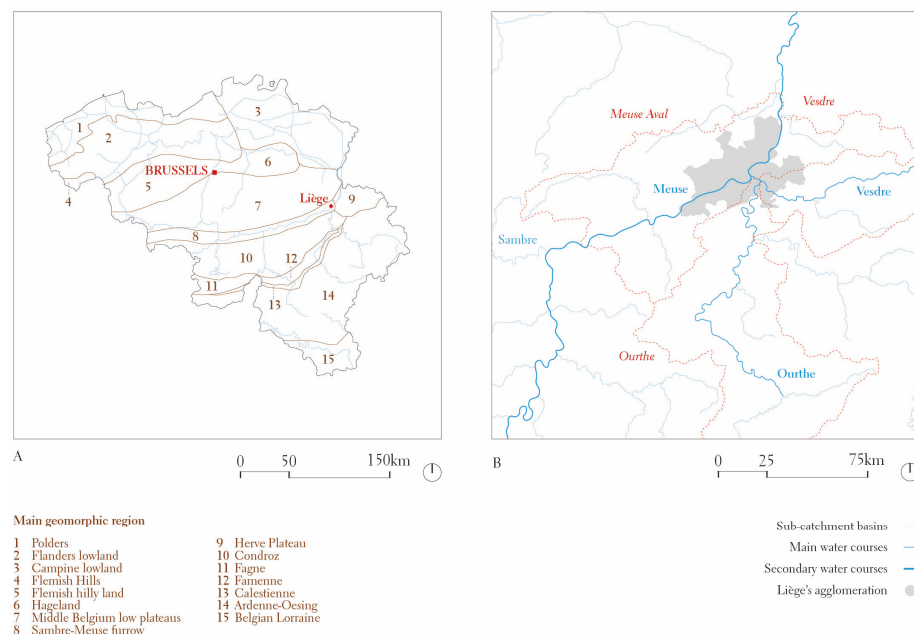 1
2
3
BRUSSELS
6
4
5
7
Liège
9
8
10
12
11
13
14
15
A
0 50 150km
Meuse Aval
Vesdre
Meuse
Vesdre
Sambre
Ourthe
Ourthe
B
0 25 75km
Main geomorphic region
1 Polders
2 Flanders lowland
3 Campine lowland
4 Flemish Hills
5 Flemish hilly land
6 Hageland
7 Middle Belgium low plateaus
8 Sambre-Meuse furrow
9 Herve Plateau
10 Condroz
11 Fagne
12 Famenne
13 Calestienne
14 Ardenne-Oesing
15 Belgian Lorraine
Sub-catchment basins
Main water courses
Secondary water courses
Liège's agglomeration